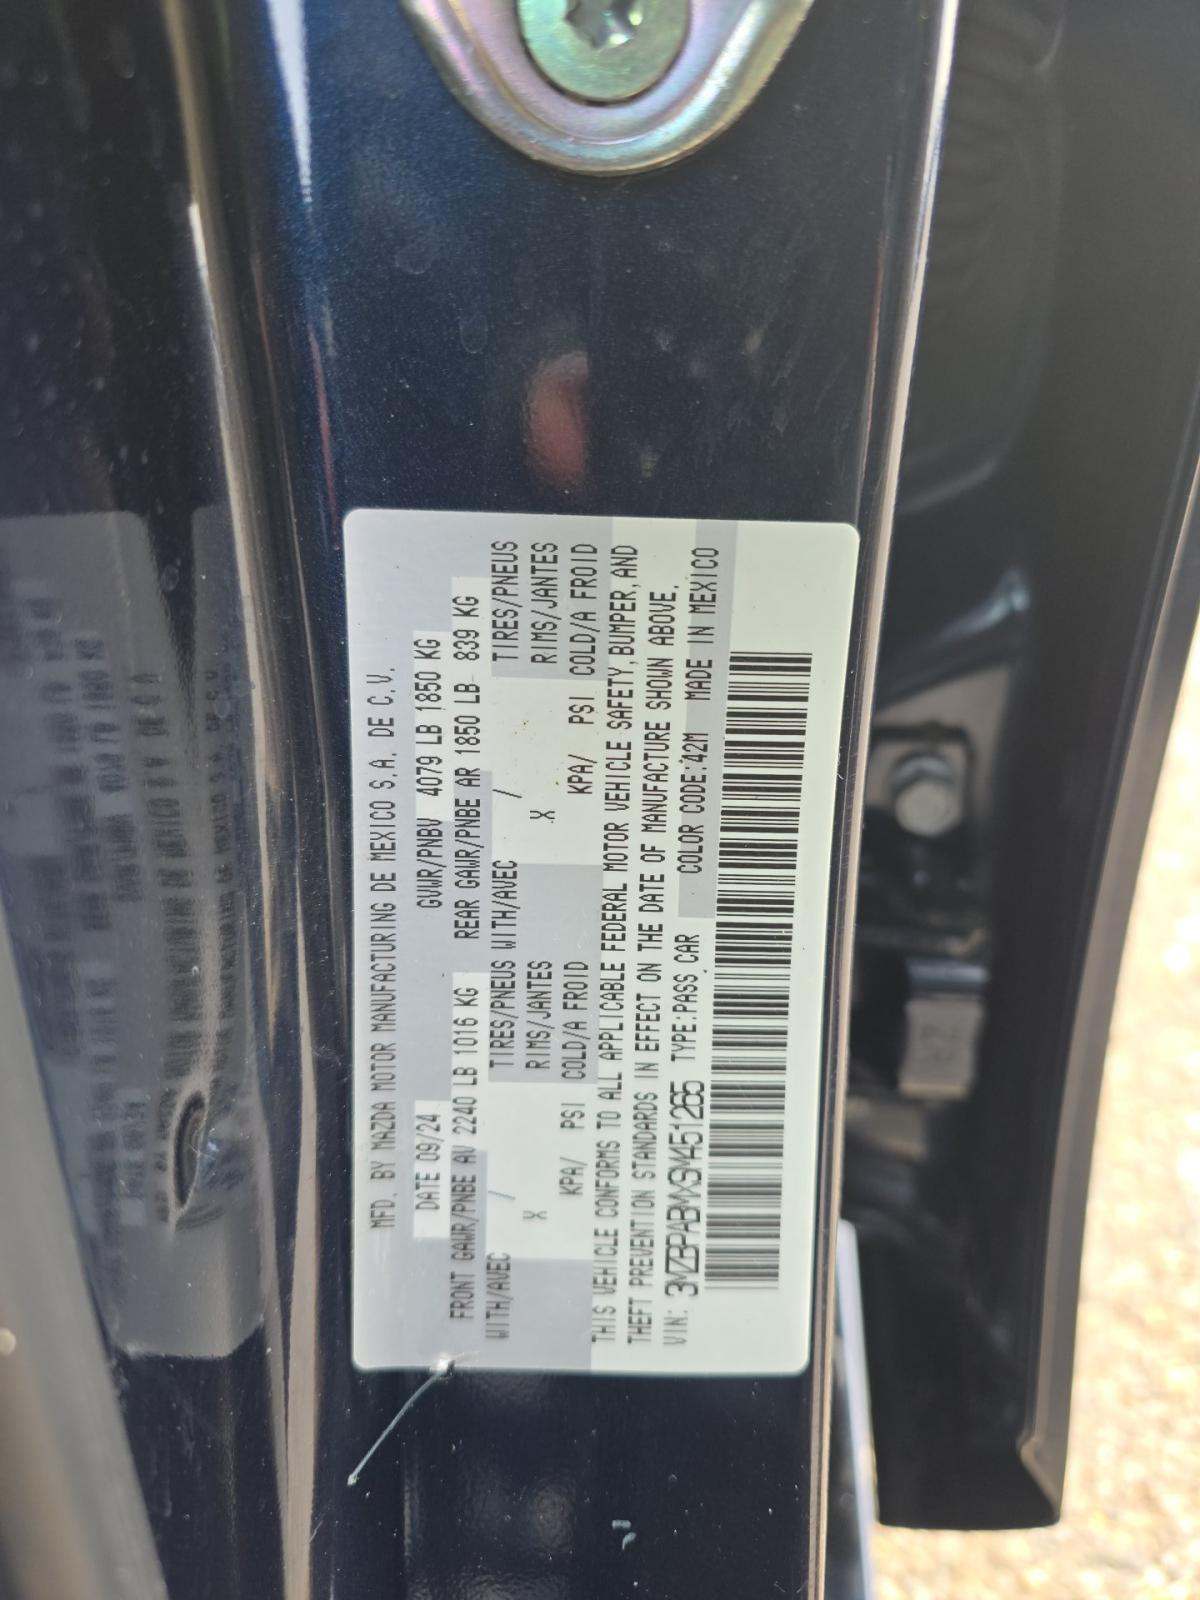 MFD. BY MAZDA MOTOR MANUFACTURING DE MEXICO S.A. DE C.V.
DATE 09/24 GVWR/PNBV 4079 LB 1850 KG
FRONT GAWR/PNBE AV 2240 LB 1016 KG REAR GAWR/PNBE AR 1850 LB 839 KG
WITH/AVEC / TIRES/PNEUS WITH/AVEC / TIRES/PNEUS
X RIMS/JANTES X RIMS/JANTES
KPA/ PSI COLD/A FROID KPA/ PSI COLD/A FROID
THIS VEHICLE CONFORMS TO ALL APPLICABLE FEDERAL MOTOR VEHICLE SAFETY, BUMPER, AND
THEFT PREVENTION STANDARDS IN EFFECT ON THE DATE OF MANUFACTURE SHOWN ABOVE.
VIN: 3MZBPABMXSM451265 TYPE:PASS.CAR COLOR CODE:42M MADE IN MEXICO